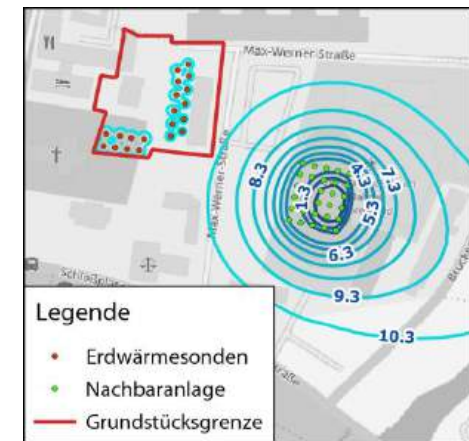 Max-Werner-Straße
Max-Werner-Straße
8.3
4.3
7.3
1.3
5.3
6.3
9.3
10.3
Schloßplatz
Legende
Erdwärmesonden
Nachbaranlage
Grundstücksgrenze